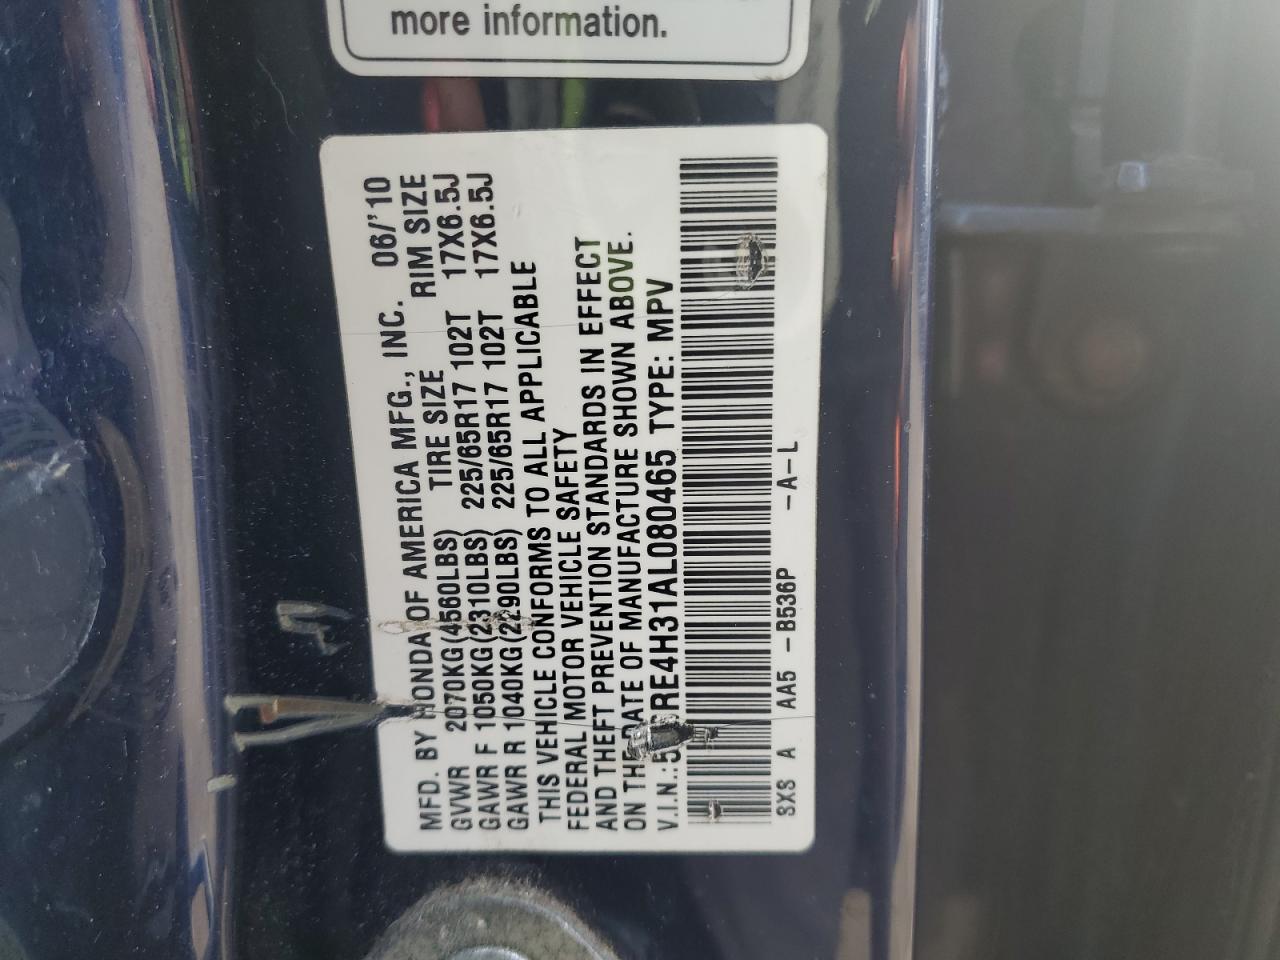 more information.
MFD. BY HONDA OF AMERICA MFG., INC. 06/'10
GVWR 2070KG(4560LBS) TIRE SIZE RIM SIZE
GAWR F 1050KG(2310LBS) 225/65R17 102T 17X6.5J
GAWR R 1040KG(2290LBS) 225/65R17 102T 17X6.5J
THIS VEHICLE CONFORMS TO ALL APPLICABLE
FEDERAL MOTOR VEHICLE SAFETY
AND THEFT PREVENTION STANDARDS IN EFFECT
ON THE DATE OF MANUFACTURE SHOWN ABOVE.
V.I.N.: TYPE: MPV
SXS A AA5 -B536P -A-L